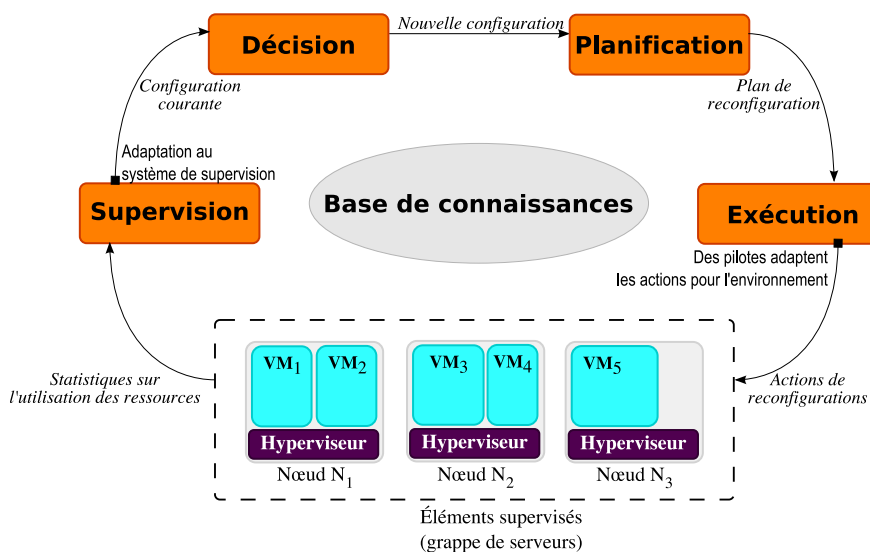 Décision
Nouvelle configuration
Planification
Configuration
courante
Plan de
reconfiguration
Adaptation au
système de supervision
Supervision
Base de connaissances
Exécution
Des pilotes adaptent
les actions pour l'environnement
Statistiques sur
l'utilisation des ressources
VM1
VM2
Hyperviseur
Nœud N1
VM3
VM4
Hyperviseur
Nœud N2
VM5
Hyperviseur
Nœud N3
Actions de
reconfigurations
Éléments supervisés
(grappe de serveurs)